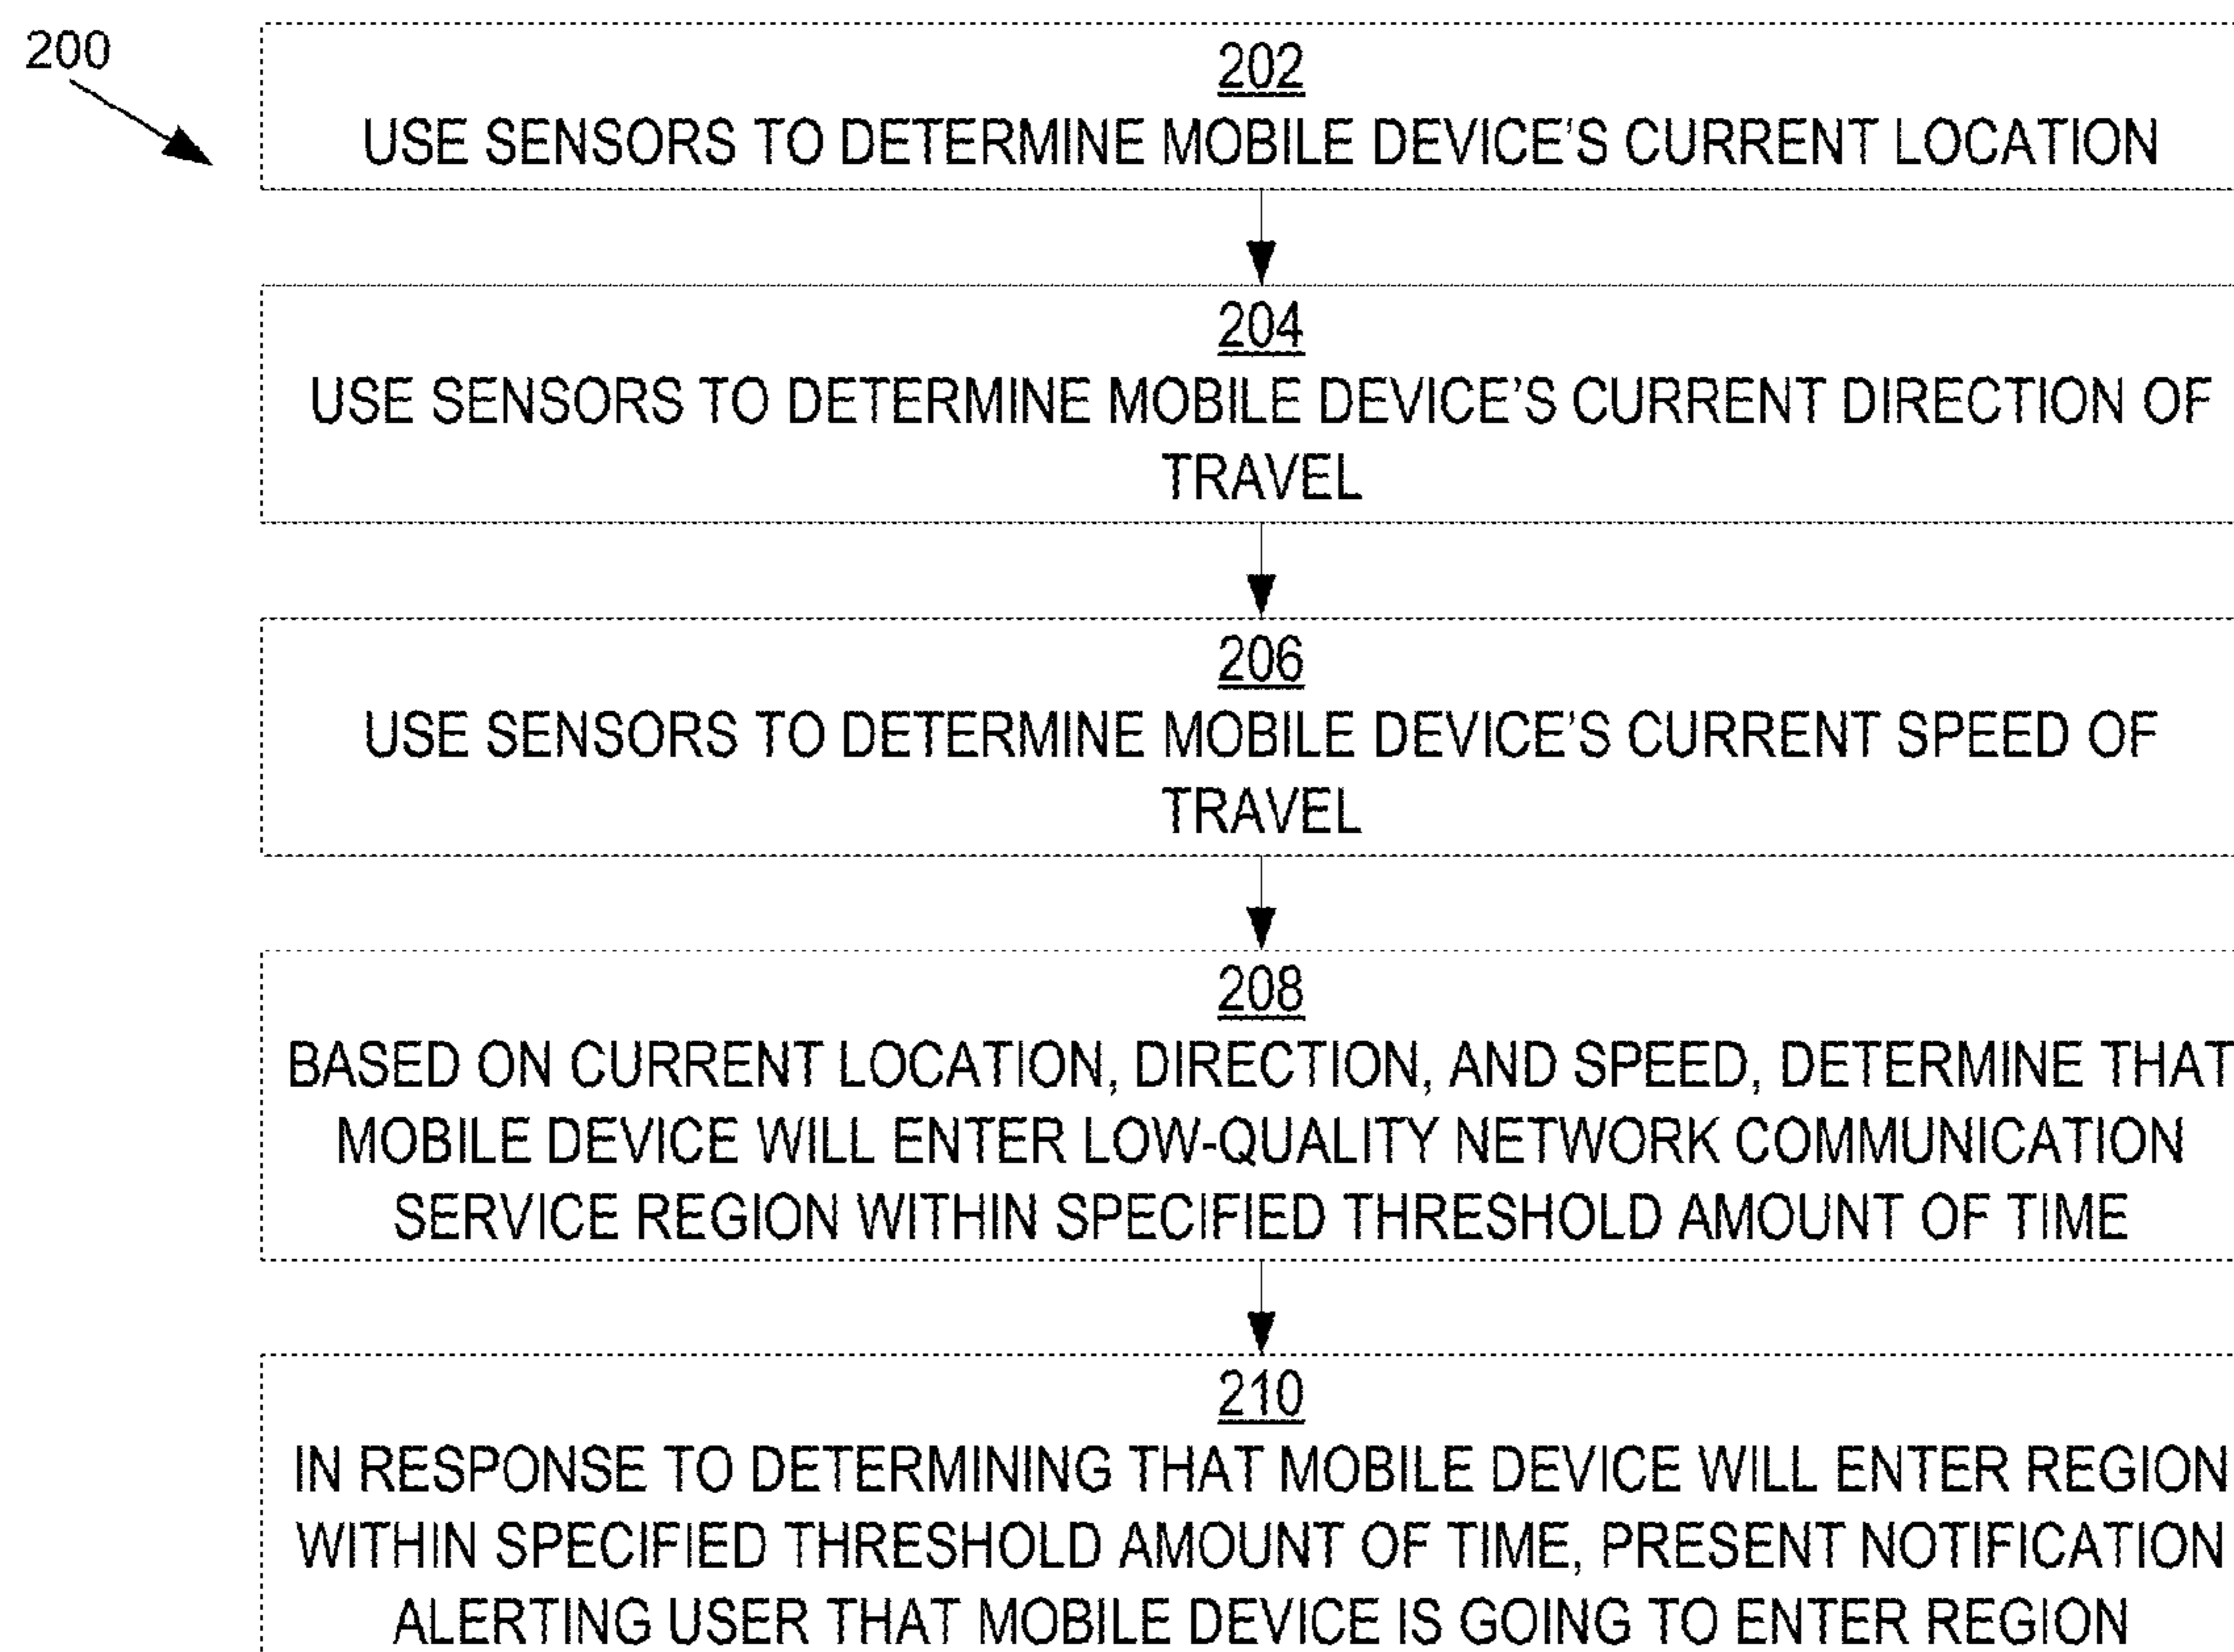 200
202
USE SENSORS TO DETERMINE MOBILE DEVICE'S CURRENT LOCATION
204
USE SENSORS TO DETERMINE MOBILE DEVICE'S CURRENT DIRECTION OF
TRAVEL
206
USE SENSORS TO DETERMINE MOBILE DEVICE'S CURRENT SPEED OF
TRAVEL
208
BASED ON CURRENT LOCATION, DIRECTION, AND SPEED, DETERMINE THAT
MOBILE DEVICE WILL ENTER LOW-QUALITY NETWORK COMMUNICATION
SERVICE REGION WITHIN SPECIFIED THRESHOLD AMOUNT OF TIME
210
IN RESPONSE TO DETERMINING THAT MOBILE DEVICE WILL ENTER REGION
WITHIN SPECIFIED THRESHOLD AMOUNT OF TIME, PRESENT NOTIFICATION
ALERTING USER THAT MOBILE DEVICE IS GOING TO ENTER REGION